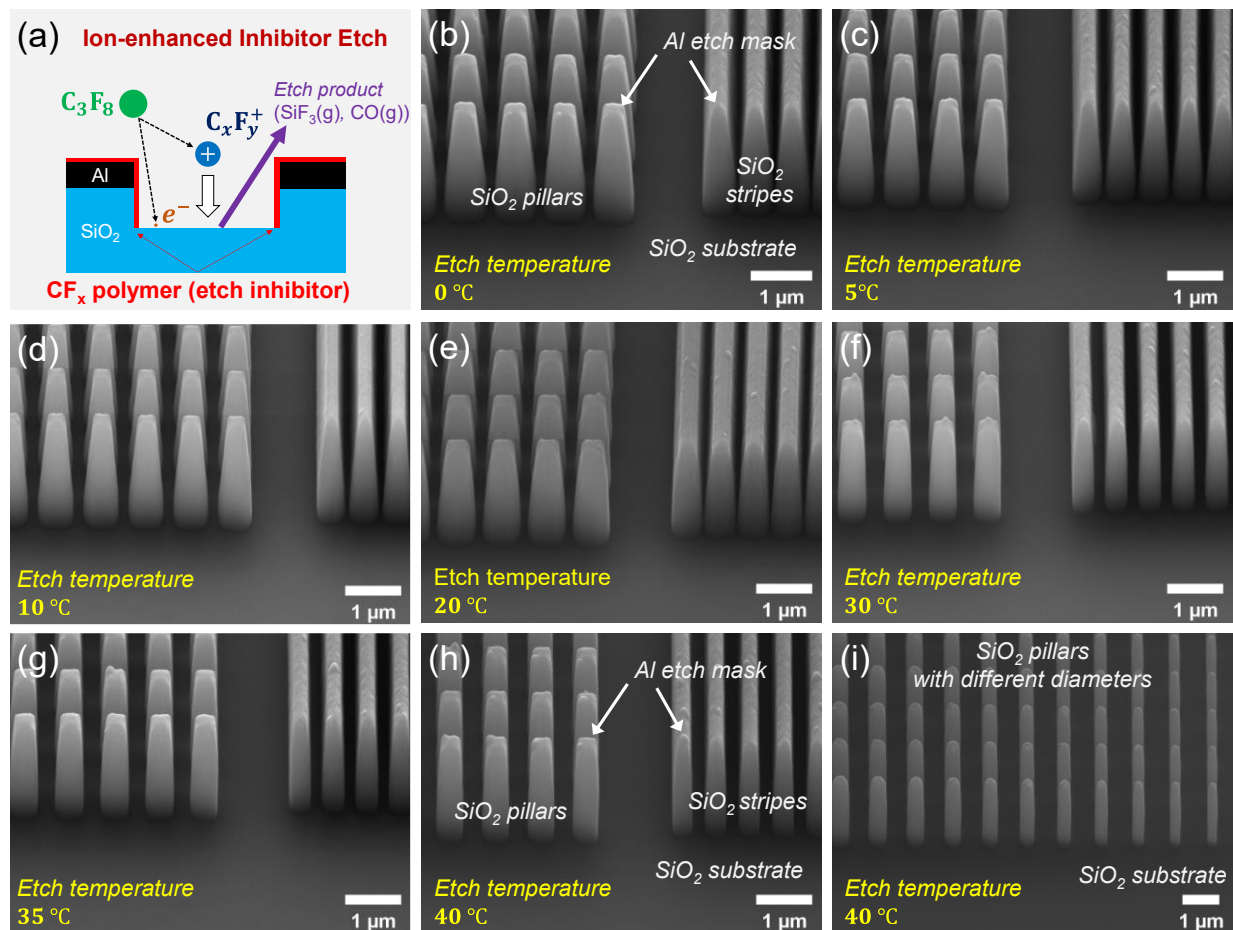 (a)
Ion-enhanced Inhibitor Etch
C₃F₈
CₓF_y⁺
Etch product
(SiF₃(g), CO(g))
+
Al
e⁻
SiO₂
CFₓ polymer (etch inhibitor)
(b)
Al etch mask
SiO₂ pillars
SiO₂
stripes
SiO₂ substrate
Etch temperature
0 °C
1 µm
(c)
Etch temperature
5°C
1 µm
(d)
Etch temperature
10 °C
1 µm
(e)
Etch temperature
20 °C
1 µm
(f)
Etch temperature
30 °C
1 µm
(g)
Etch temperature
35 °C
1 µm
(h)
Al etch mask
SiO₂ pillars
SiO₂ stripes
SiO₂ substrate
Etch temperature
40 °C
1 µm
(i)
SiO₂ pillars
with different diameters
SiO₂ substrate
Etch temperature
40 °C
1 µm